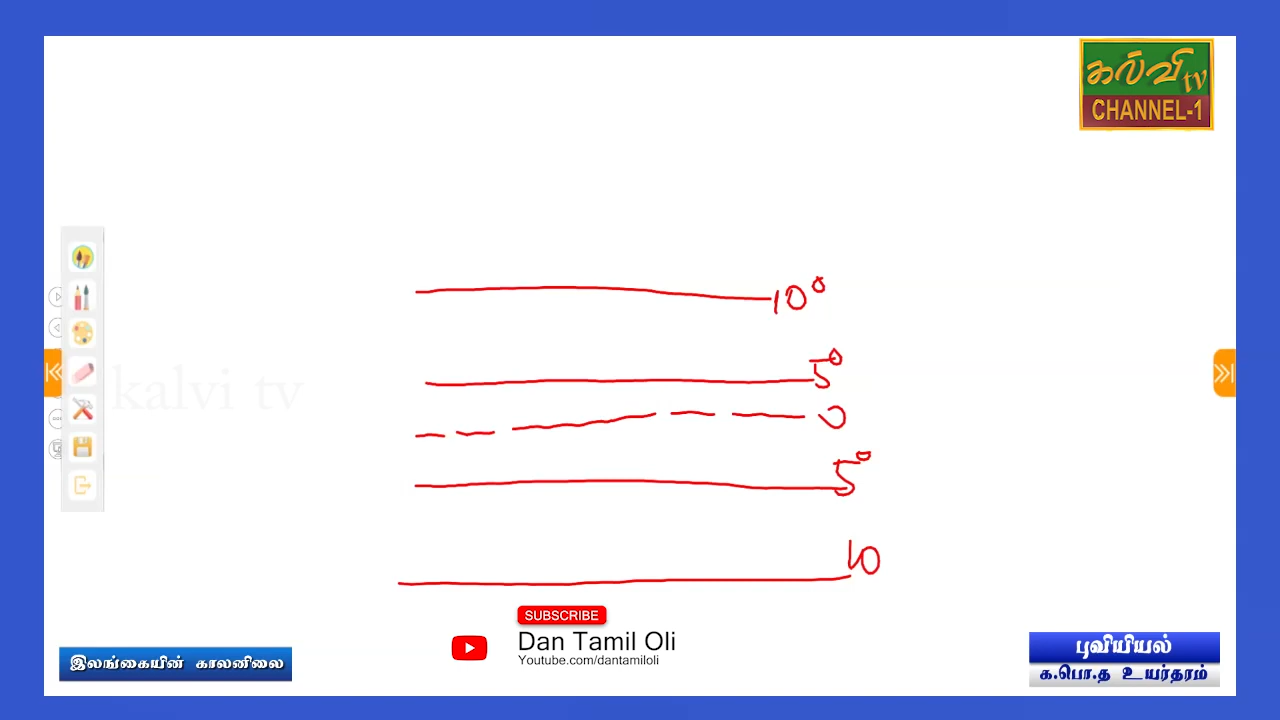 கல்வி tv
CHANNEL-1
10°
5°
kalvi tv
0
5°
10
SUBSCRIBE
Dan Tamil Oli
Youtube.com/dantamiloli
இலங்கையின் காலனிலை
புவியியல்
க.பொ.த உயர்தரம்